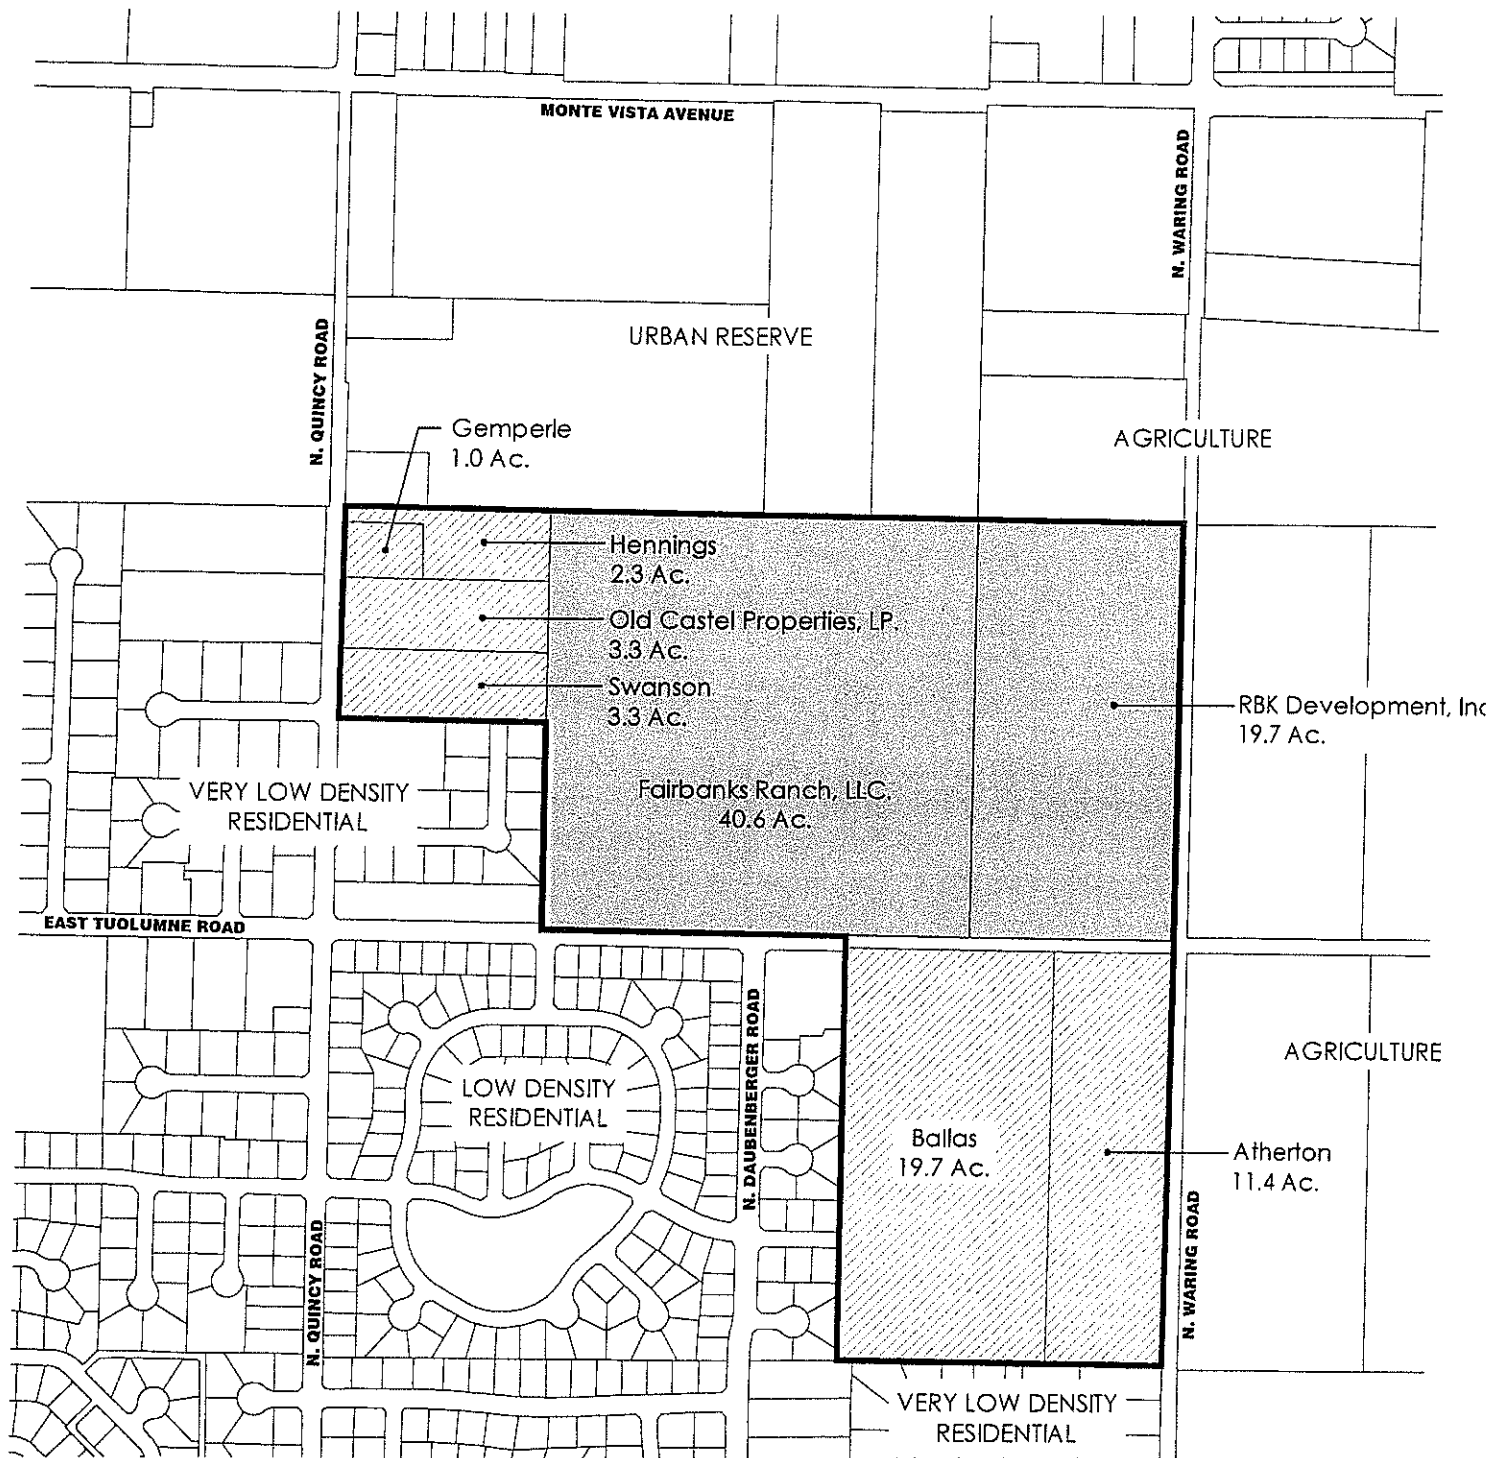 MONTE VISTA AVENUE
N. WARING ROAD
N. QUINCY ROAD
URBAN RESERVE
Gemperle
1.0 Ac.
AGRICULTURE
Hennings
2.3 Ac.
Old Castel Properties, LP.
3.3 Ac.
Swanson
3.3 Ac.
RBK Development, Inc
19.7 Ac.
VERY LOW DENSITY
RESIDENTIAL
Fairbanks Ranch, LLC.
40.6 Ac.
EAST TUOLUMNE ROAD
N. DAUBENBERGER ROAD
AGRICULTURE
LOW DENSITY
RESIDENTIAL
Ballas
19.7 Ac.
Atherton
11.4 Ac.
N. QUINCY ROAD
N. WARING ROAD
VERY LOW DENSITY
RESIDENTIAL